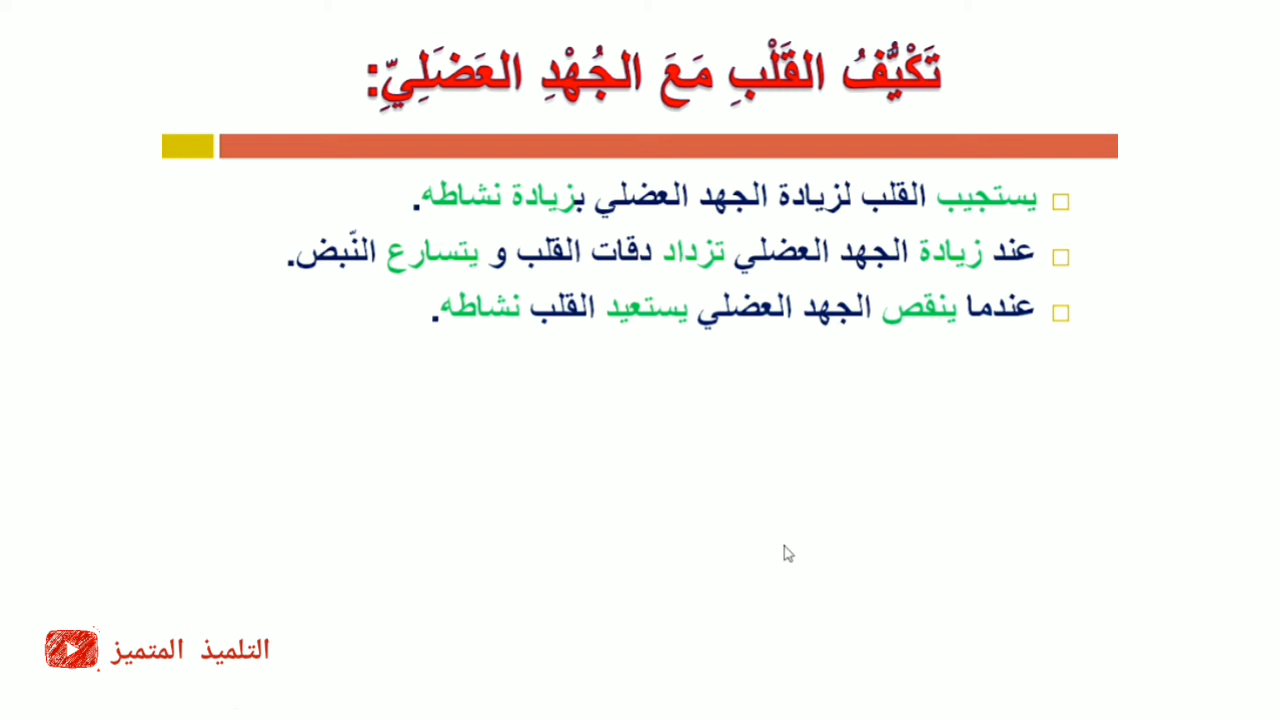 تَكَيُّفُ القَلْبِ مَعَ الجُهْدِ العَضَلِيِّ:
يستجيب القلب لزيادة الجهد العضلي بزيادة نشاطه.
عند زيادة الجهد العضلي تزداد دقات القلب و يتسارع النّبض.
عندما ينقص الجهد العضلي يستعيد القلب نشاطه.
التلميذ المتميز